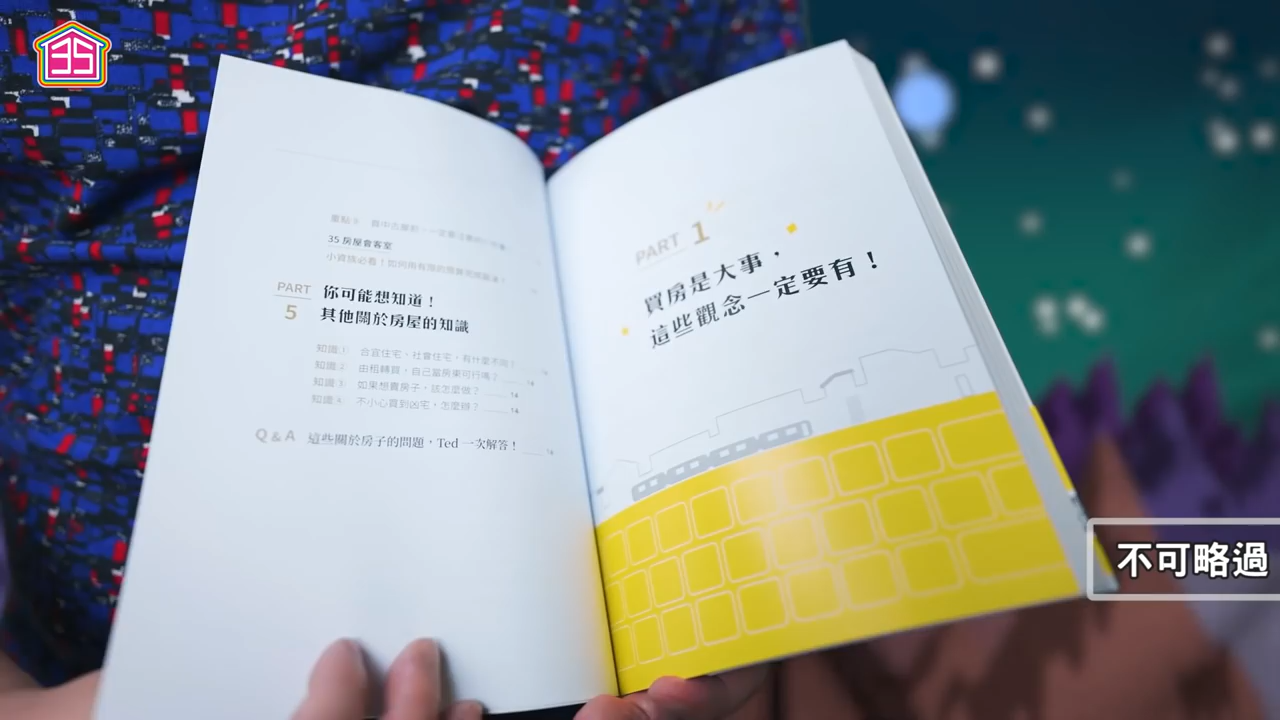 35
35 房屋會客室
PART
5
你可能想知道！
其他關於房屋的知識
知識① 合宜住宅、社會住宅，有什麼不同？
知識② 由租轉買，自己當房東可行嗎？
知識③ 如果想賣房子，該怎麼做？
知識④ 不小心買到凶宅，怎麼辦？
Q & A 這些關於房子的問題，Ted 一次解答！
PART 1
買房是大事，
這些觀念一定要有！
不可略過